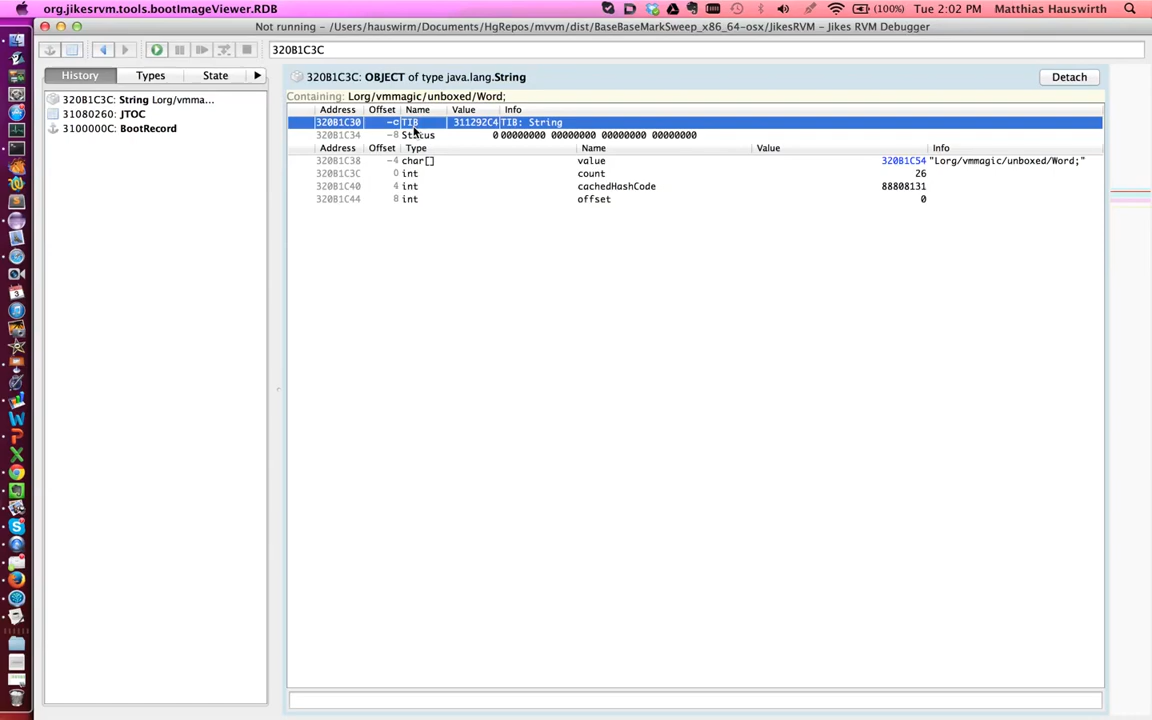 org.jikesrvm.tools.bootImageViewer.RDB (100%) Tue 2:02 PM Matthias Hauswirth
Not running – /Users/hauswirm/Documents/HgRepos/mvvm/dist/BaseBaseMarkSweep_x86_64-osx/JikesRVM – Jikes RVM Debugger
320B1C3C
History Types State
320B1C3C: OBJECT of type java.lang.String Detach
Containing: Lorg/vmmagic/unboxed/Word;
320B1C3C: String Lorg/vmma...
31080260: JTOC
3100000C: BootRecord
Address Offset Name Value Info
320B1C30 -c TIB 311292C4 TIB: String
320B1C34 -8 Status 0 00000000 00000000 00000000 00000000
Address Offset Type Name Value Info
320B1C38 -4 char[] value 320B1C54 "Lorg/vmmagic/unboxed/Word;"
320B1C3C 0 int count 26
320B1C40 4 int cachedHashCode 88808131
320B1C44 8 int offset 0